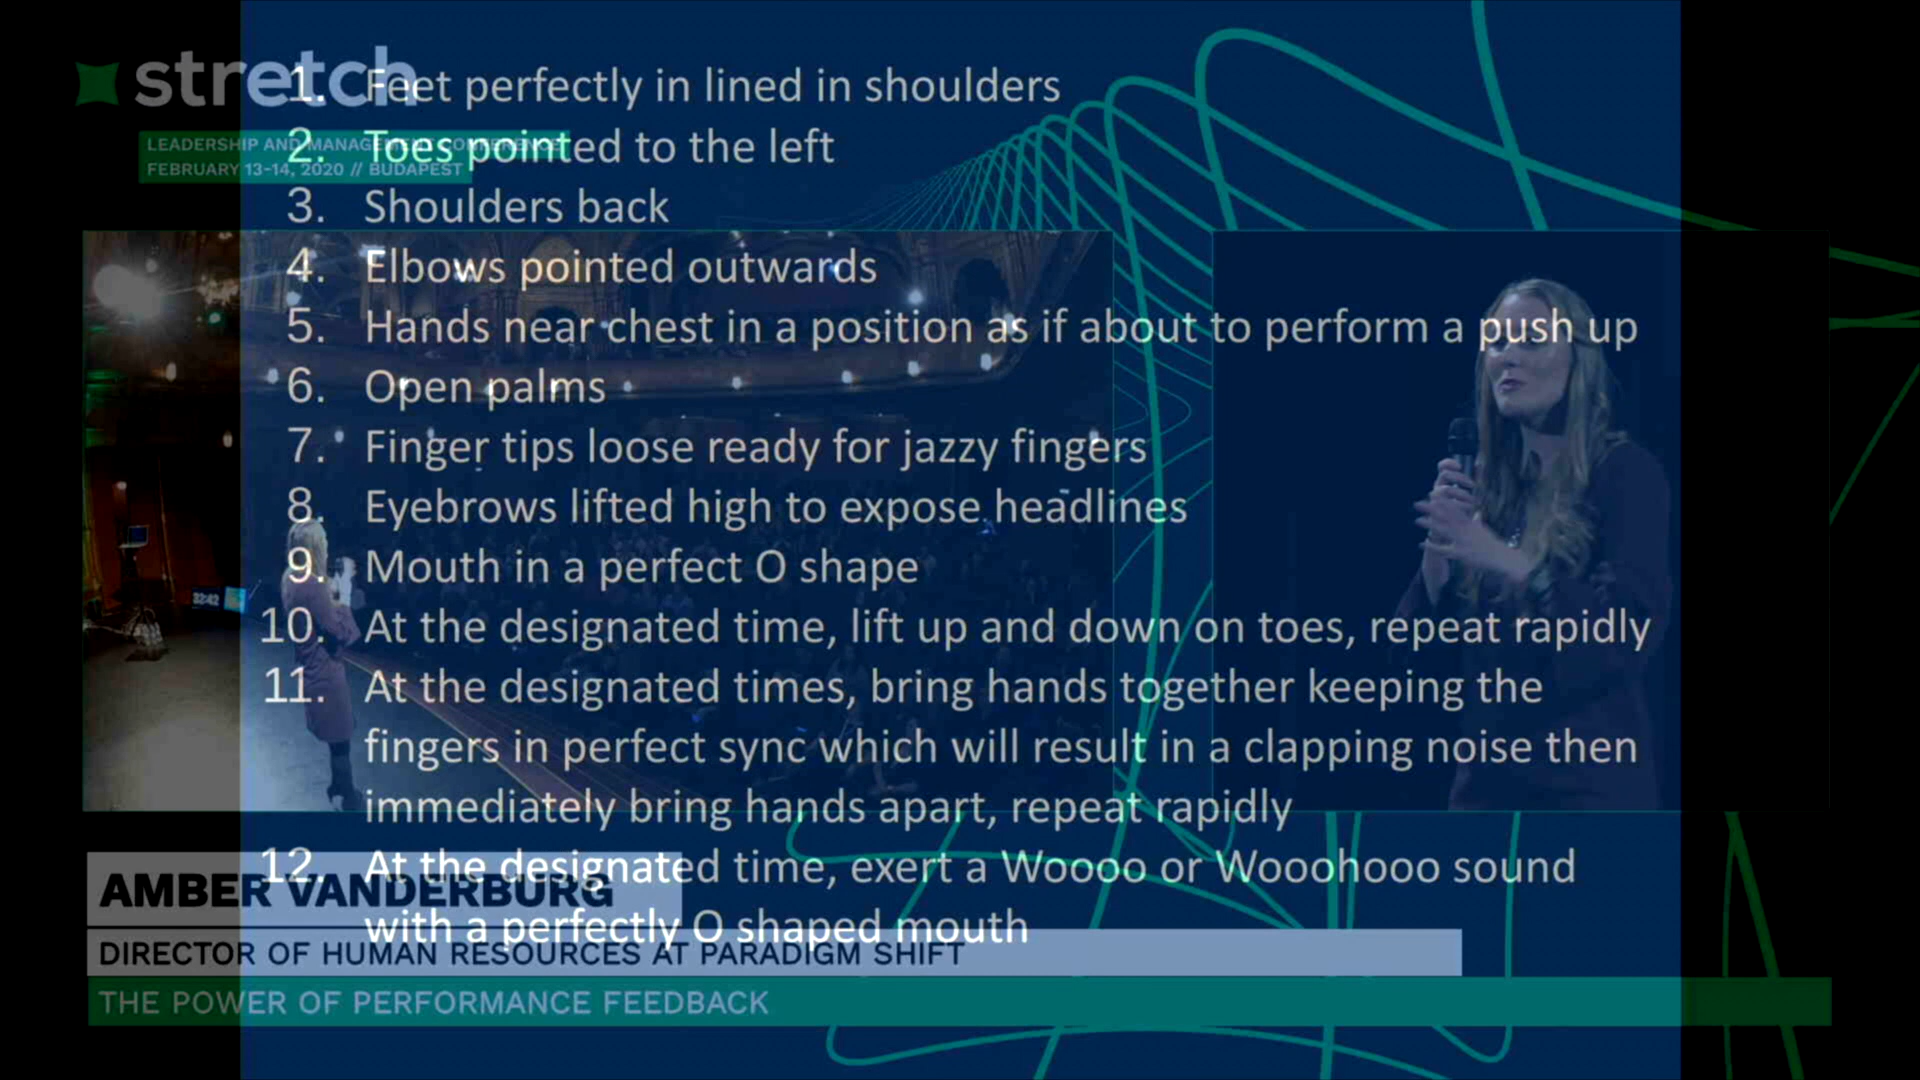 stretch
LEADERSHIP AND MANAGEMENT CONFERENCE
FEBRUARY 13-14, 2020 // BUDAPEST
1. Feet perfectly in lined in shoulders
2. Toes pointed to the left
3. Shoulders back
4. Elbows pointed outwards
5. Hands near chest in a position as if about to perform a push up
6. Open palms
7. Finger tips loose ready for jazzy fingers
8. Eyebrows lifted high to expose headlines
9. Mouth in a perfect O shape
32:42
10. At the designated time, lift up and down on toes, repeat rapidly
11. At the designated times, bring hands together keeping the
fingers in perfect sync which will result in a clapping noise then
immediately bring hands apart, repeat rapidly
12. At the designated time, exert a Woooo or Wooohooo sound
with a perfectly O shaped mouth
AMBER VANDERBURG
DIRECTOR OF HUMAN RESOURCES AT PARADIGM SHIFT
THE POWER OF PERFORMANCE FEEDBACK